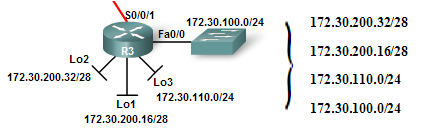 S0/0/1
172.30.100.0/24
Fa0/0
R3
Lo2
172.30.200.32/28
Lo3
172.30.110.0/24
Lo1
172.30.200.16/28
172.30.200.32/28
172.30.200.16/28
172.30.110.0/24
172.30.100.0/24